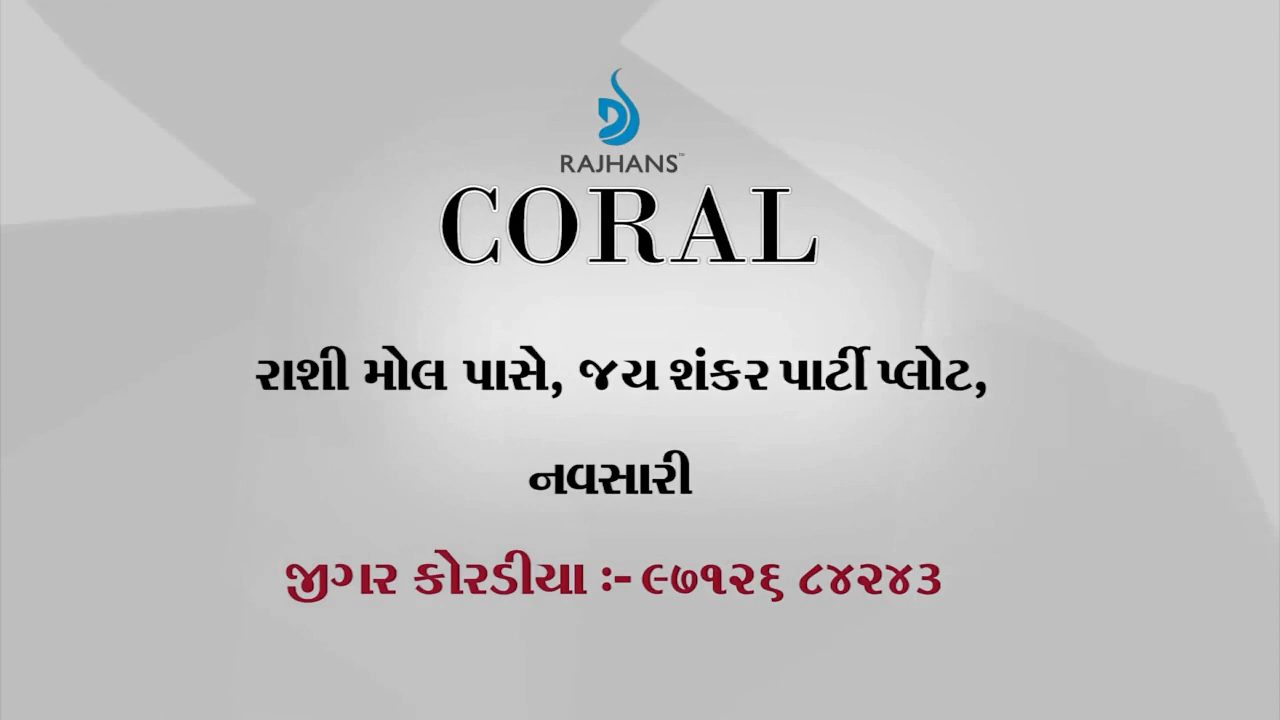 RAJHANS™
CORAL
રાશી મોલ પાસે, જય શંકર પાર્ટી પ્લોટ,
નવસારી
જીગર કોરડીયા :- ૯૭૧૨૬ ૮૪૨૪૩